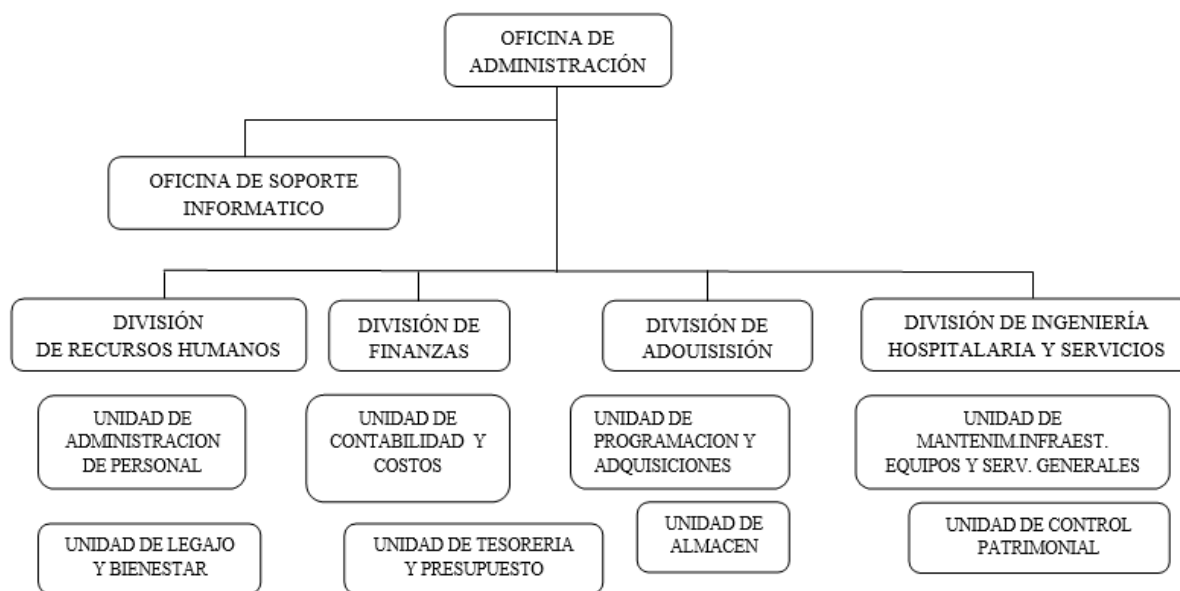 OFICINA DE
ADMINISTRACIÓN
OFICINA DE SOPORTE
INFORMATICO
DIVISIÓN
DE RECURSOS HUMANOS
DIVISIÓN DE
FINANZAS
DIVISIÓN DE
ADOUISISIÓN
DIVISIÓN DE INGENIERÍA
HOSPITALARIA Y SERVICIOS
UNIDAD DE
ADMINISTRACION
DE PERSONAL
UNIDAD DE
CONTABILIDAD Y
COSTOS
UNIDAD DE
PROGRAMACION Y
ADQUISICIONES
UNIDAD DE
MANTENIM.INFRAEST.
EQUIPOS Y SERV. GENERALES
UNIDAD DE LEGAJO
Y BIENESTAR
UNIDAD DE TESORERIA
Y PRESUPUESTO
UNIDAD DE
ALMACEN
UNIDAD DE CONTROL
PATRIMONIAL